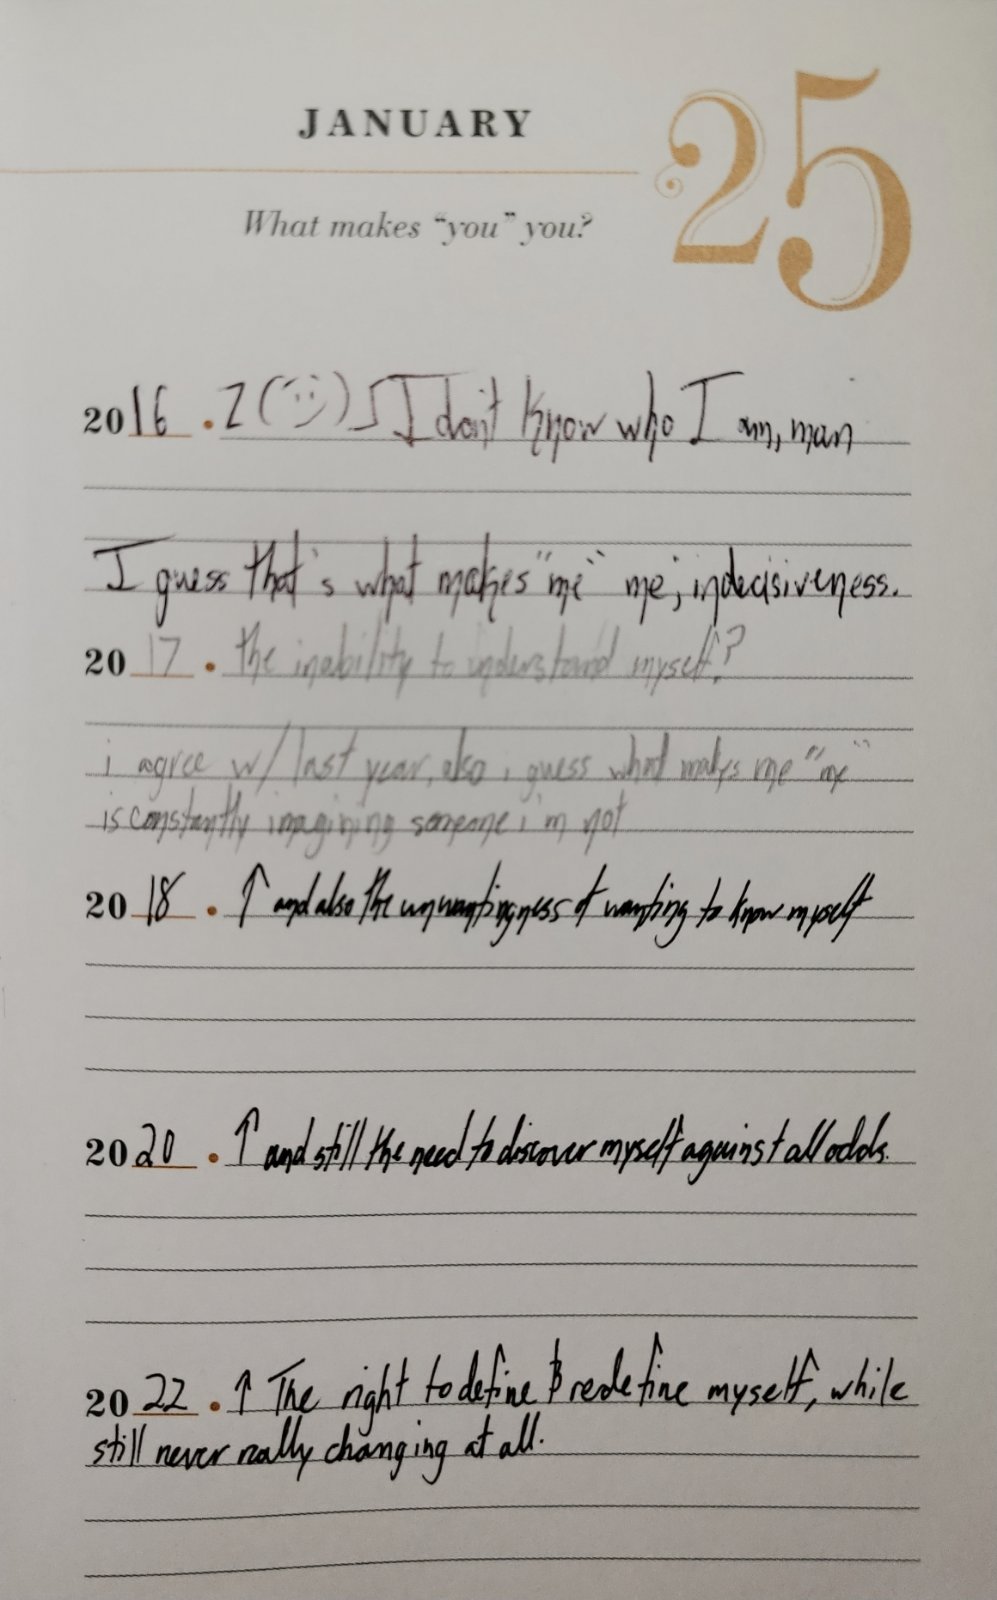 JANUARY
25
What makes “you” you?
2016 . ┐(ツ)┌ I don't know who I am, man
I guess that's what makes "me" me; indecisiveness.
2017 . the inability to understand myself?
i agree w/ last year, also i guess what makes me "me"
is constantly imagining someone i'm not
2018 . ↑ and also the unwantingness of wanting to know myself
2020 . ↑ and still the need to discover myself against all odds.
2022 . ↑ The right to define & redefine myself, while
still never really changing at all.